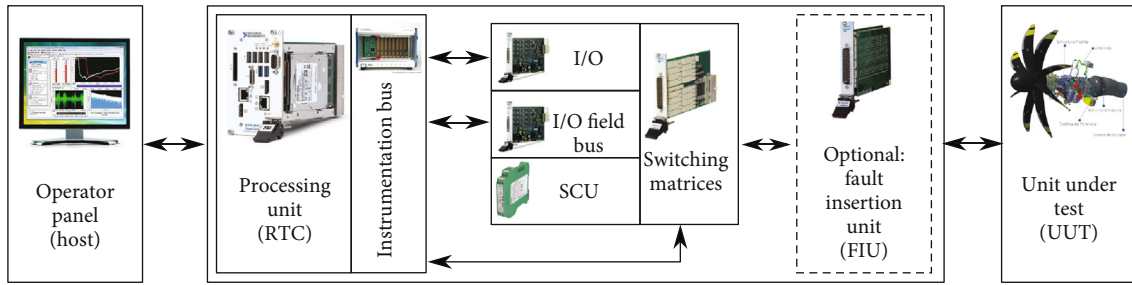 Operator
panel
(host)
Processing
unit
(RTC)
Instrumentation bus
I/O
I/O field
bus
SCU
Switching
matrices
Optional:
fault
insertion
unit
(FIU)
Unit under
test
(UUT)